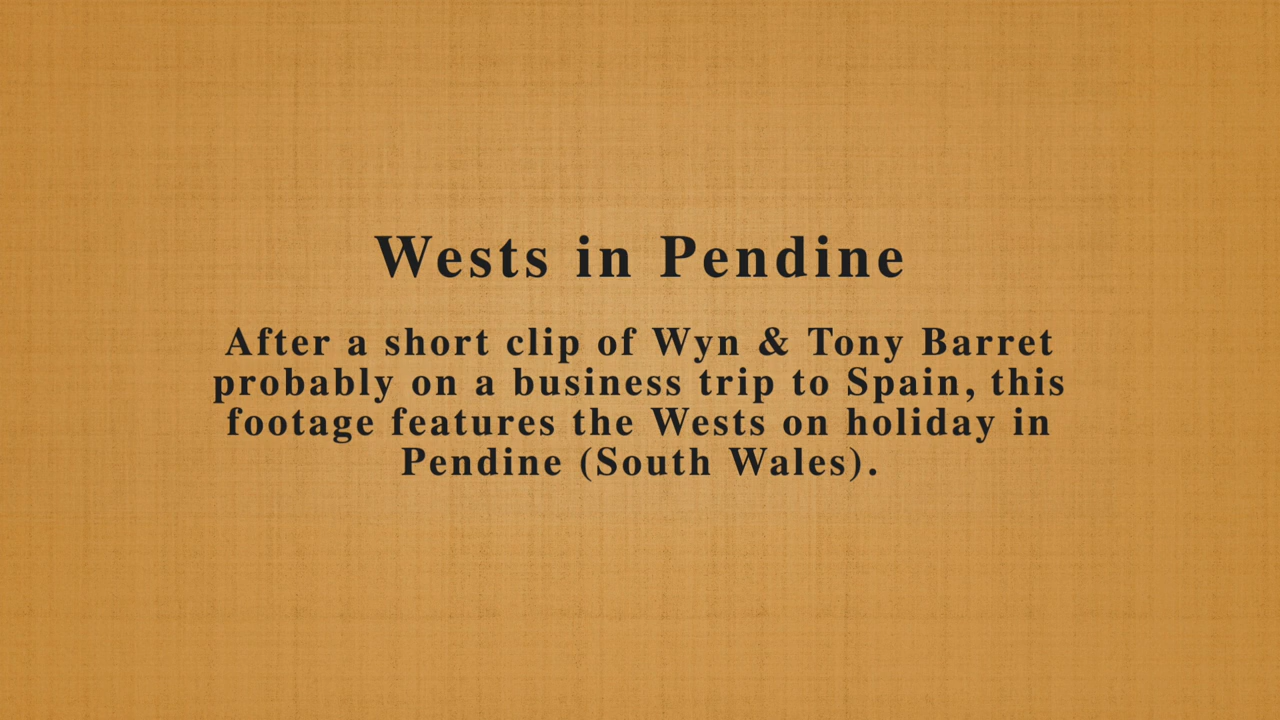 Wests in Pendine
After a short clip of Wyn & Tony Barret
probably on a business trip to Spain, this
footage features the Wests on holiday in
Pendine (South Wales).